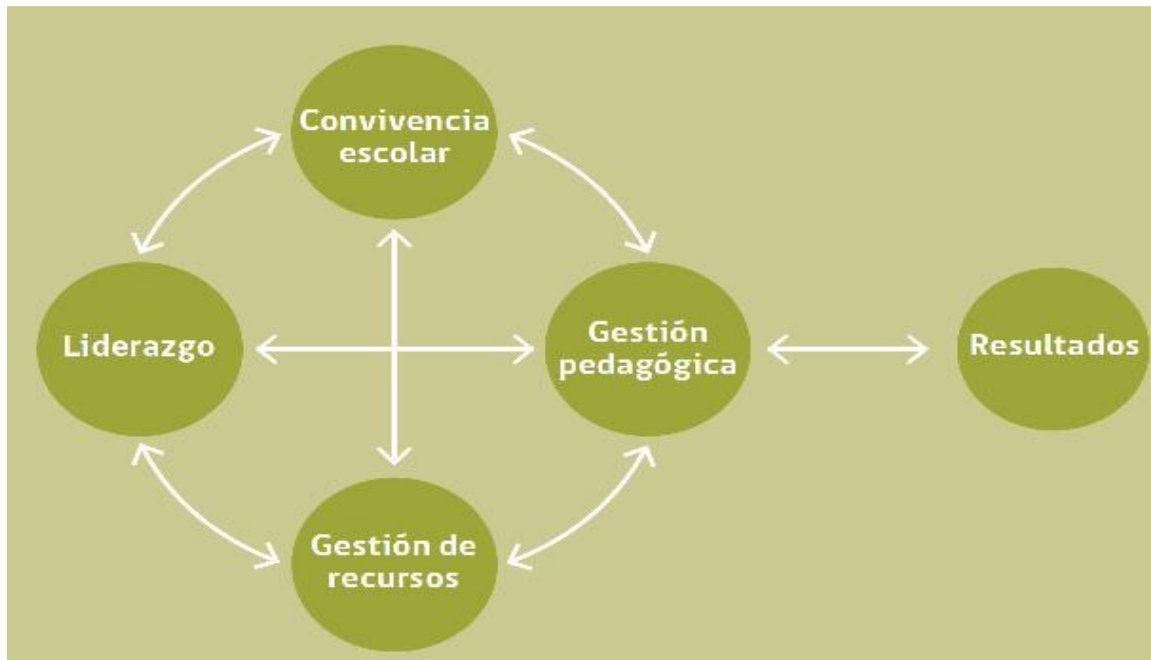 Convivencia
escolar
Liderazgo
Gestión
pedagógica
Resultados
Gestión de
recursos